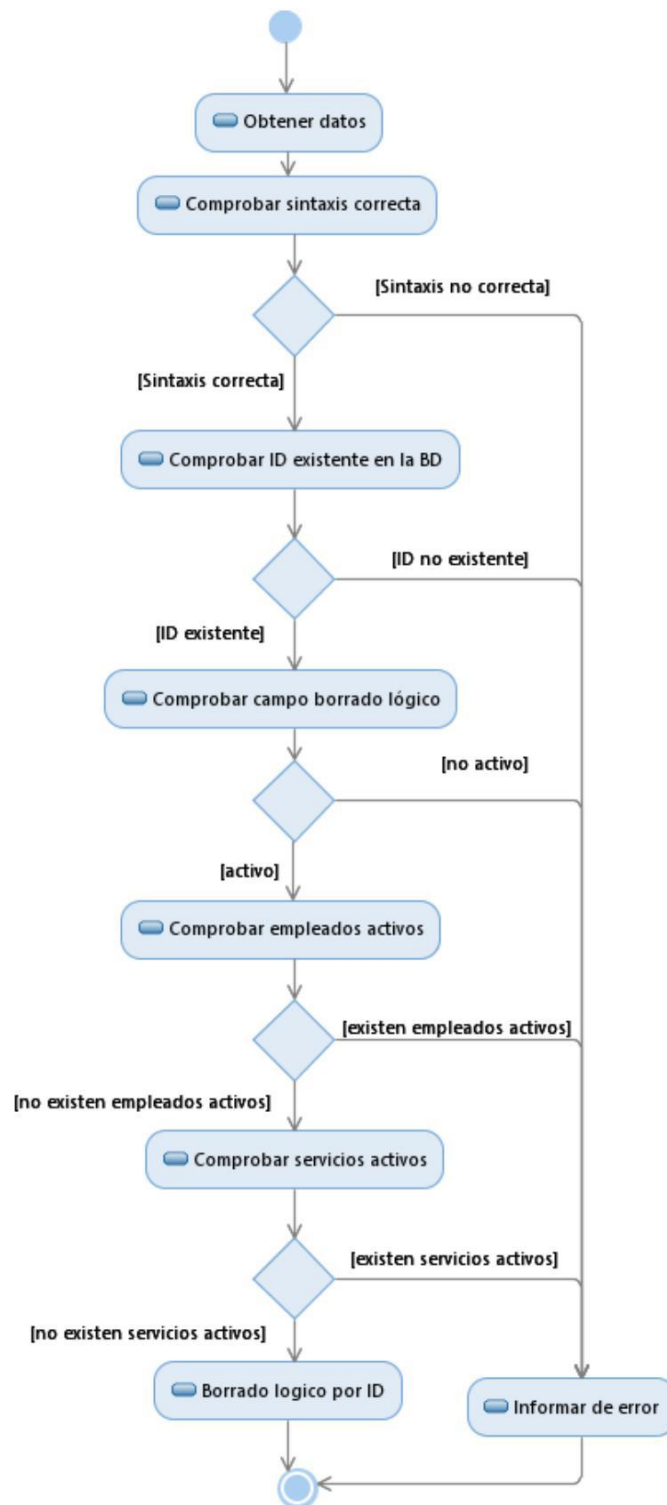 Obtener datos
Comprobar sintaxis correcta
[Sintaxis no correcta]
[Sintaxis correcta]
Comprobar ID existente en la BD
[ID no existente]
[ID existente]
Comprobar campo borrado lógico
[no activo]
[activo]
Comprobar empleados activos
[existen empleados activos]
[no existen empleados activos]
Comprobar servicios activos
[existen servicios activos]
[no existen servicios activos]
Borrado logico por ID
Informar de error